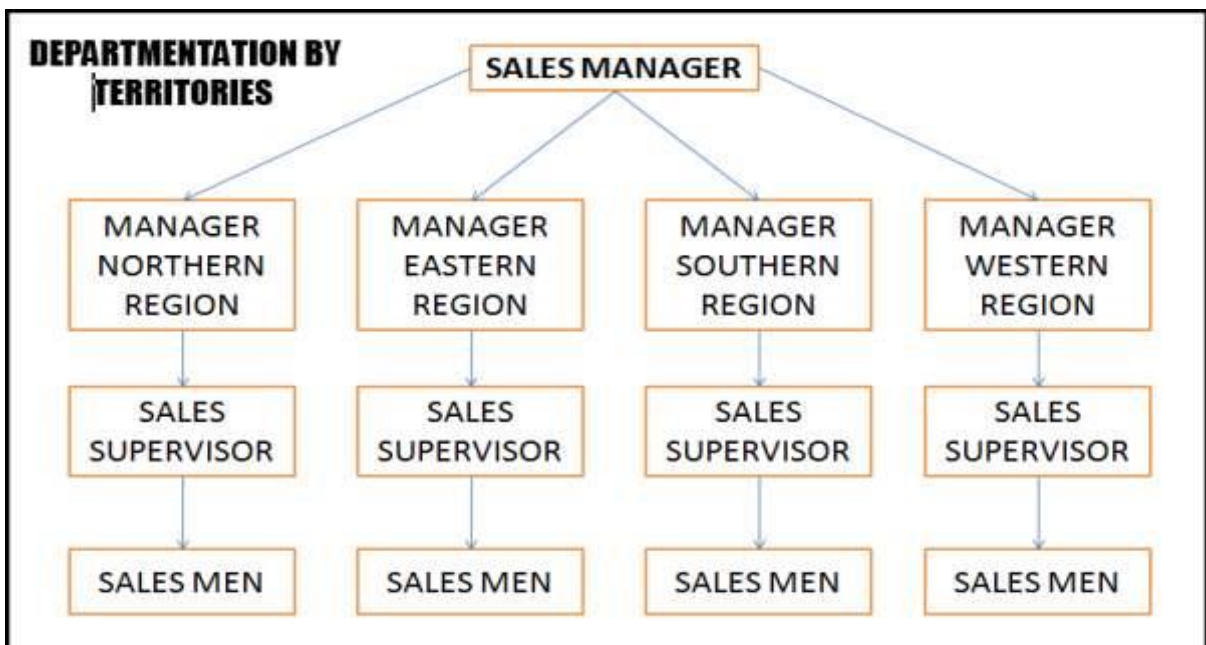 DEPARTMENTATION BY
TERRITORIES
SALES MANAGER
MANAGER
NORTHERN
REGION
MANAGER
EASTERN
REGION
MANAGER
SOUTHERN
REGION
MANAGER
WESTERN
REGION
SALES
SUPERVISOR
SALES
SUPERVISOR
SALES
SUPERVISOR
SALES
SUPERVISOR
SALES MEN
SALES MEN
SALES MEN
SALES MEN